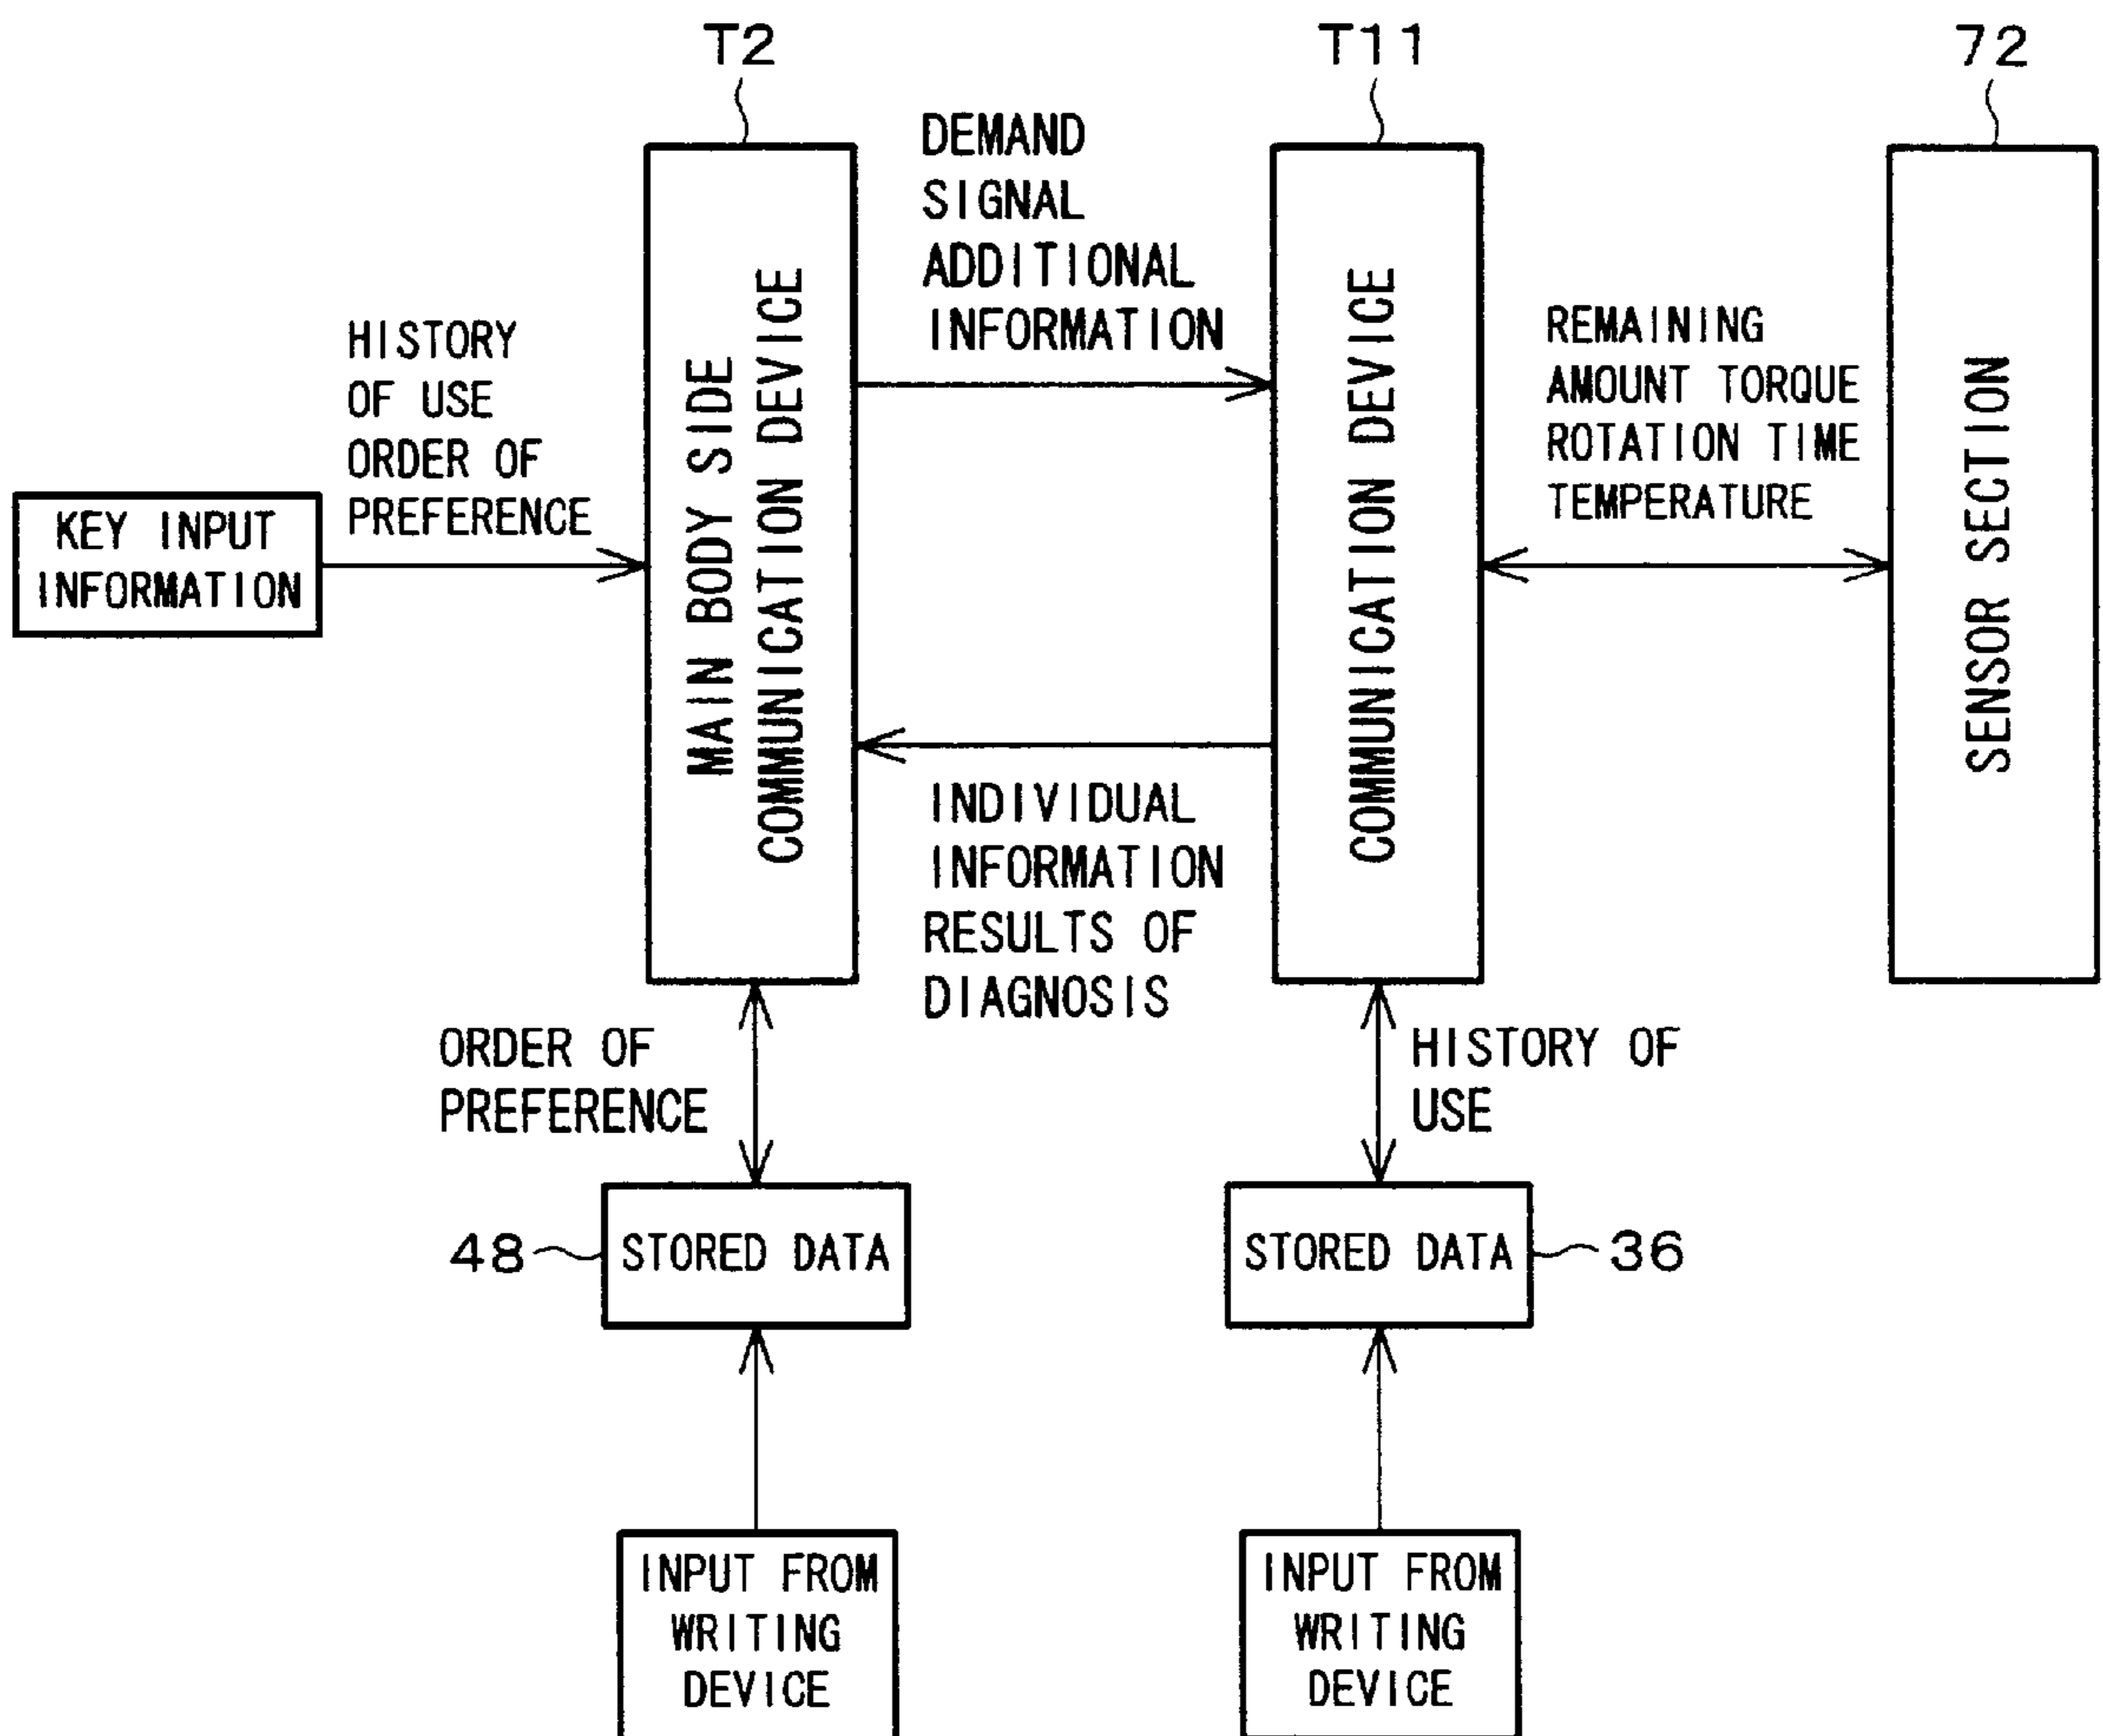 T2
T11
72
DEMAND
SIGNAL
ADDITIONAL
INFORMATION
HISTORY
OF USE
ORDER OF
PREFERENCE
KEY INPUT
INFORMATION
MAIN BODY SIDE
COMMUNICATION DEVICE
COMMUNICATION DEVICE
REMAINING
AMOUNT TORQUE
ROTATION TIME
TEMPERATURE
SENSOR SECTION
INDIVIDUAL
INFORMATION
RESULTS OF
DIAGNOSIS
ORDER OF
PREFERENCE
HISTORY OF
USE
48
STORED DATA
STORED DATA
36
INPUT FROM
WRITING
DEVICE
INPUT FROM
WRITING
DEVICE